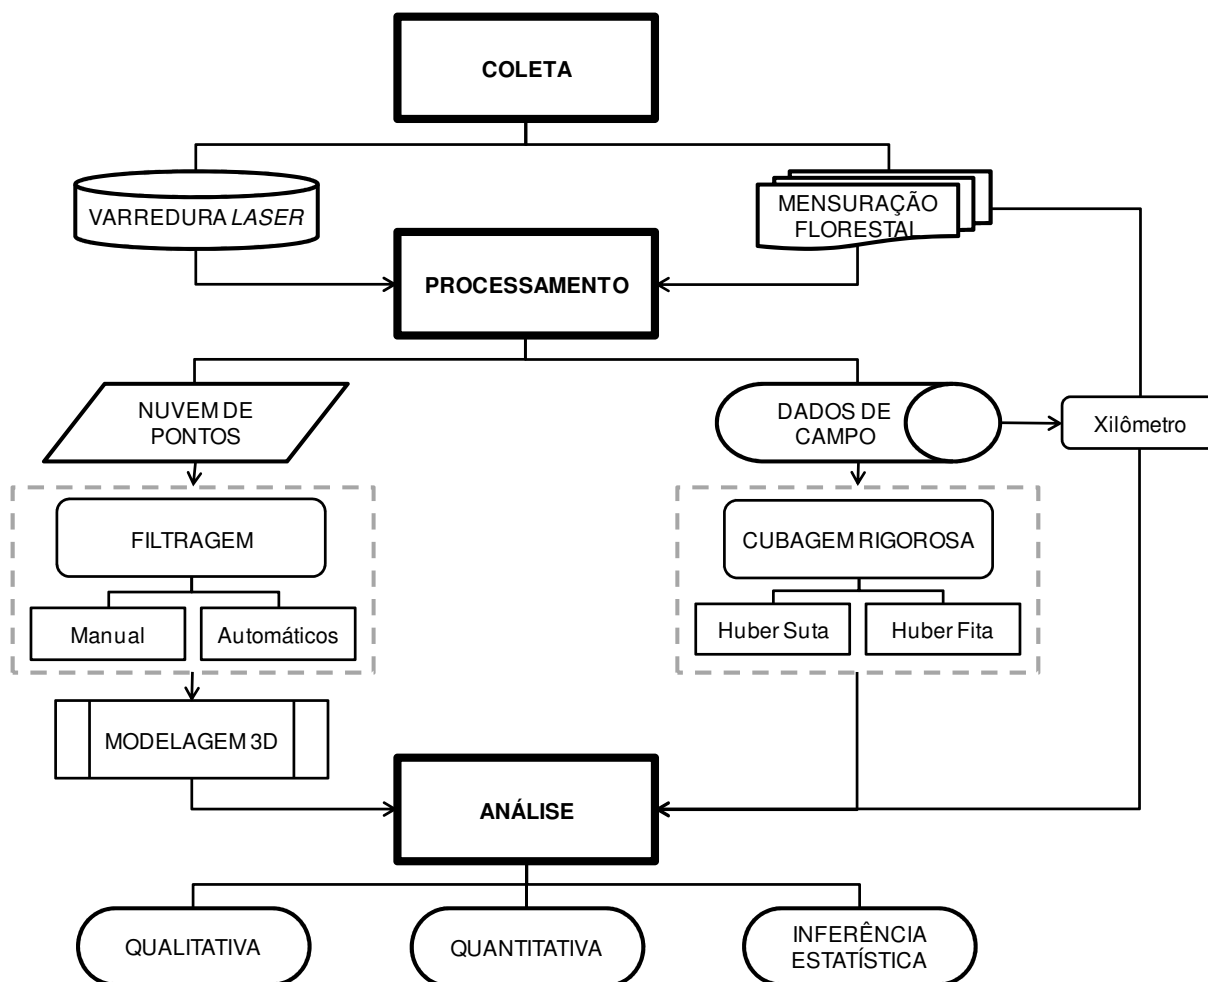 COLETA
VARREDURA LASER
MENSURAÇÃO
FLORESTAL
PROCESSAMENTO
NUVEM DE
PONTOS
DADOS DE
CAMPO
Xilômetro
FILTRAGEM
CUBAGEM RIGOROSA
Manual
Automáticos
Huber Suta
Huber Fita
MODELAGEM 3D
ANÁLISE
QUALITATIVA
QUANTITATIVA
INFERÊNCIA
ESTATÍSTICA